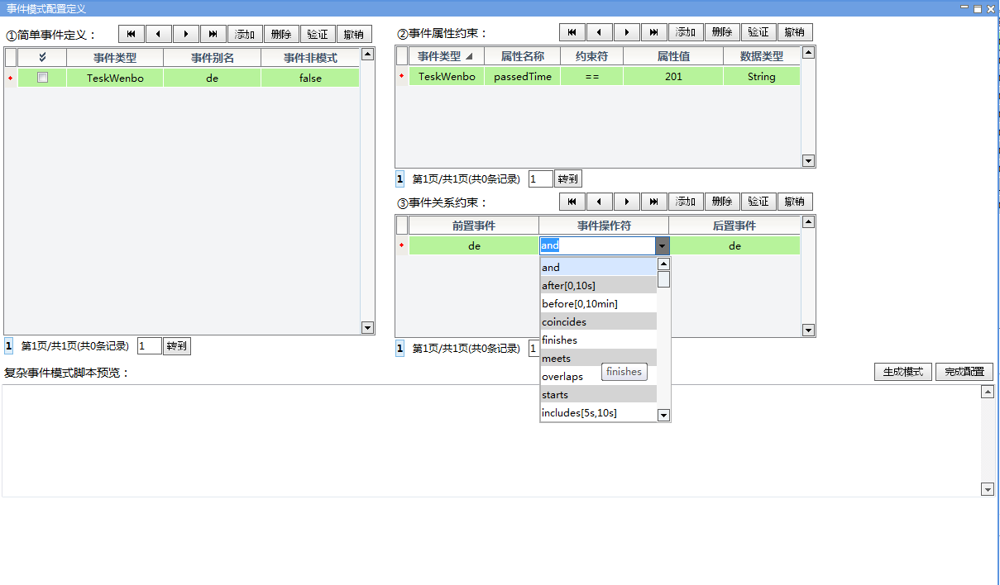 事件模式配置定义
①简单事件定义： 添加 删除 验证 撤销
事件类型 事件别名 事件非模式
* TeskWenbo de false
1 第1页/共1页(共0条记录) 1 转到
②事件属性约束： 添加 删除 验证 撤销
事件类型 属性名称 约束符 属性值 数据类型
* TeskWenbo passedTime == 201 String
1 第1页/共1页(共0条记录) 1 转到
③事件关系约束： 添加 删除 验证 撤销
前置事件 事件操作符 后置事件
* de and de
and
after[0,10s]
before[0,10min]
coincides
finishes
meets
overlaps
finishes
starts
includes[5s,10s]
1 第1页/共1页(共0条记录) 1
复杂事件模式脚本预览： 生成模式 完成配置